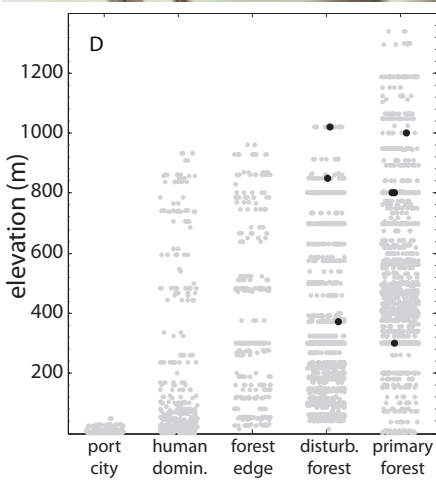 D
1200
1000
800
600
400
200
elevation (m)
port city
human domin.
forest edge
disturb. forest
primary forest